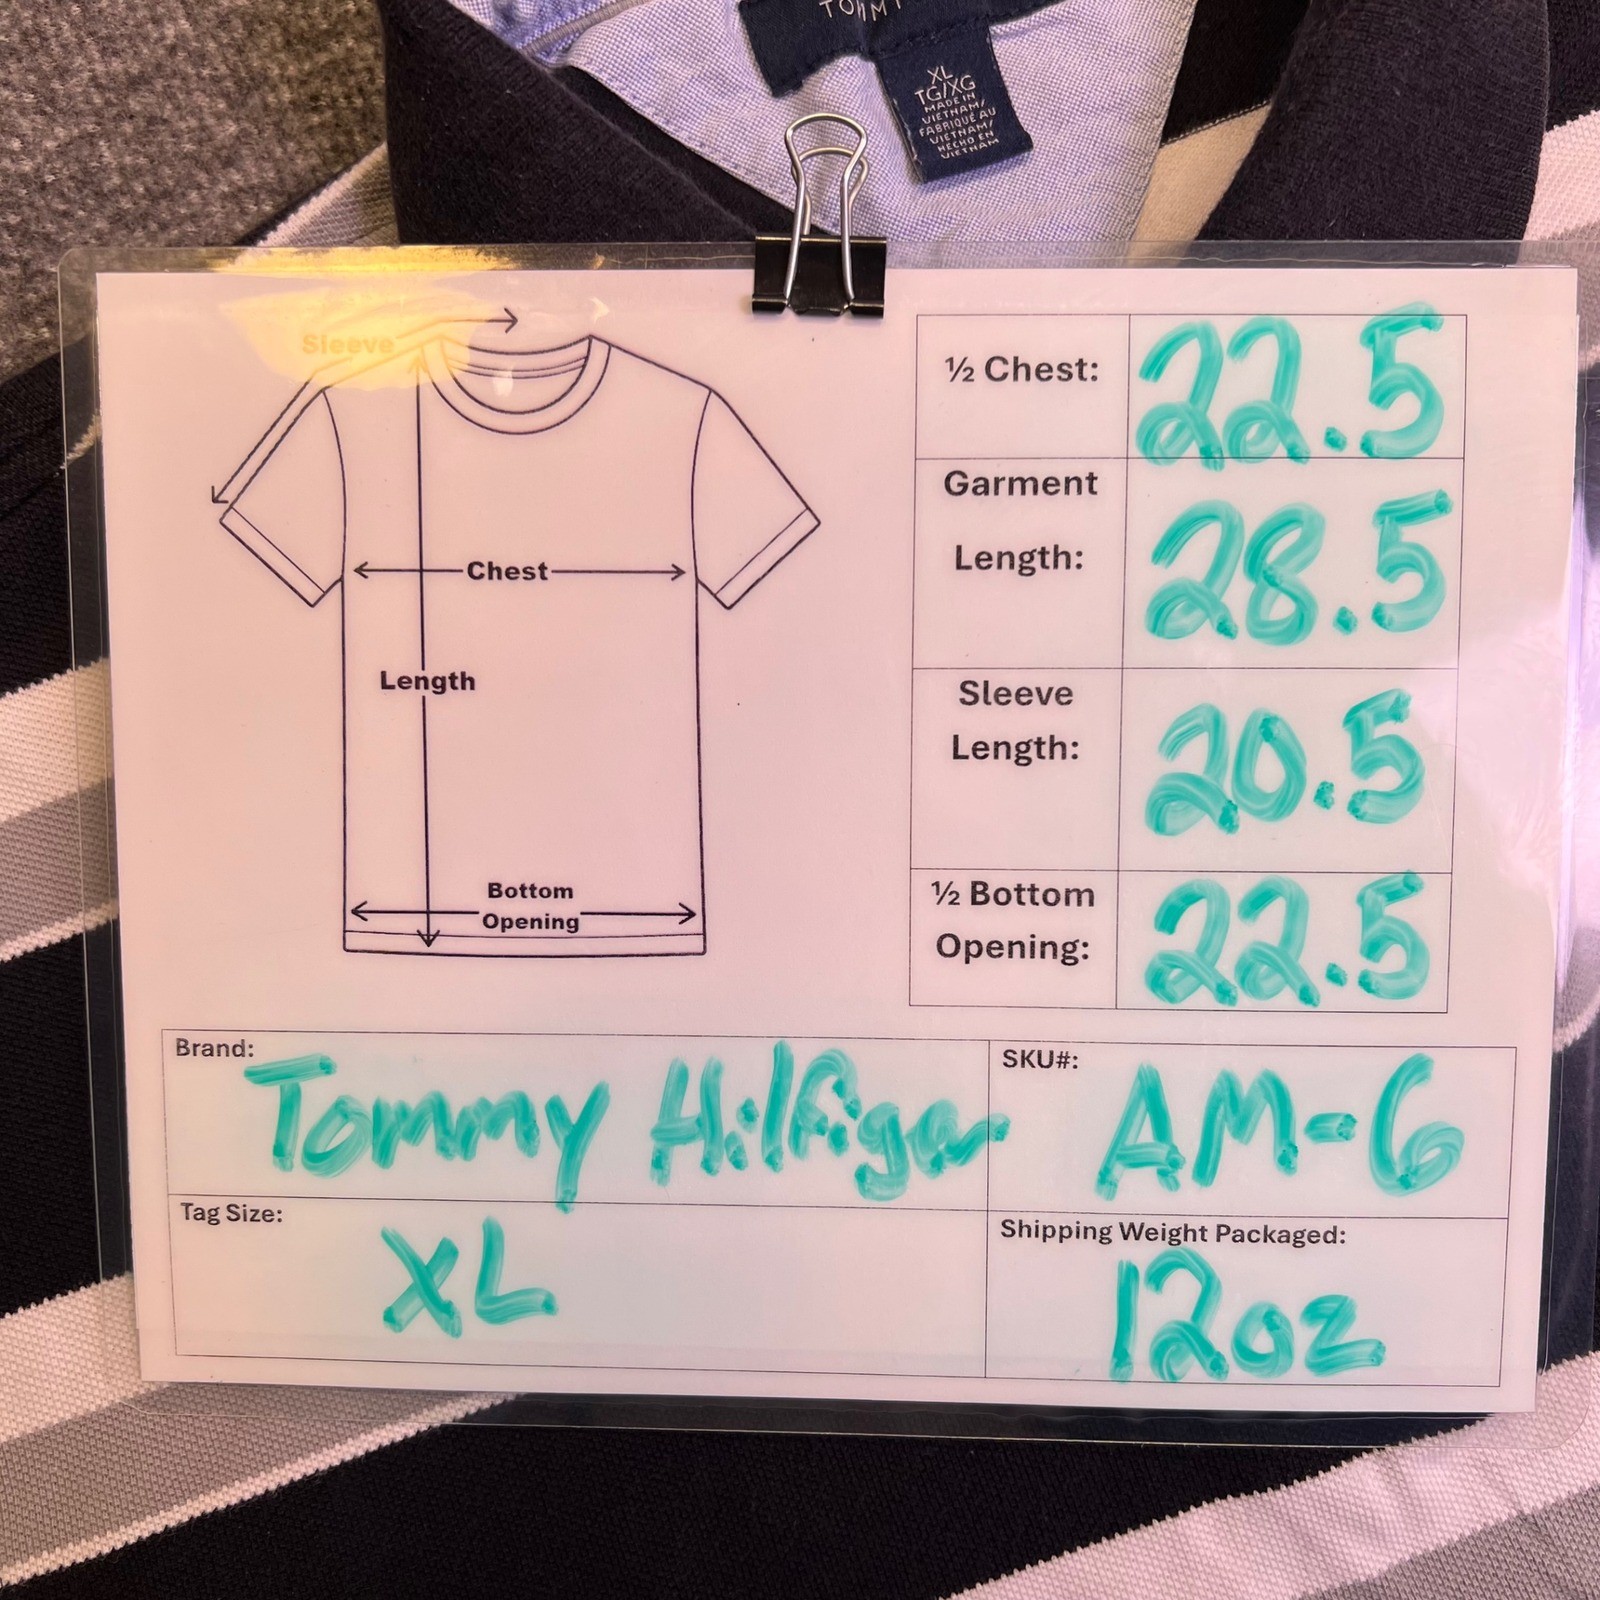 TOMMY
XL
TG/XG
MADE IN
VIETNAM/
FABRIQUÉ AU
VIETNAM/
HECHO EN
VIETNAM
Sleeve
Chest
Length
Bottom
Opening
½ Chest: 22.5
Garment
Length: 28.5
Sleeve
Length: 20.5
½ Bottom
Opening: 22.5
Brand: Tommy Hilfiger
SKU#: AM-6
Tag Size: XL
Shipping Weight Packaged: 12oz